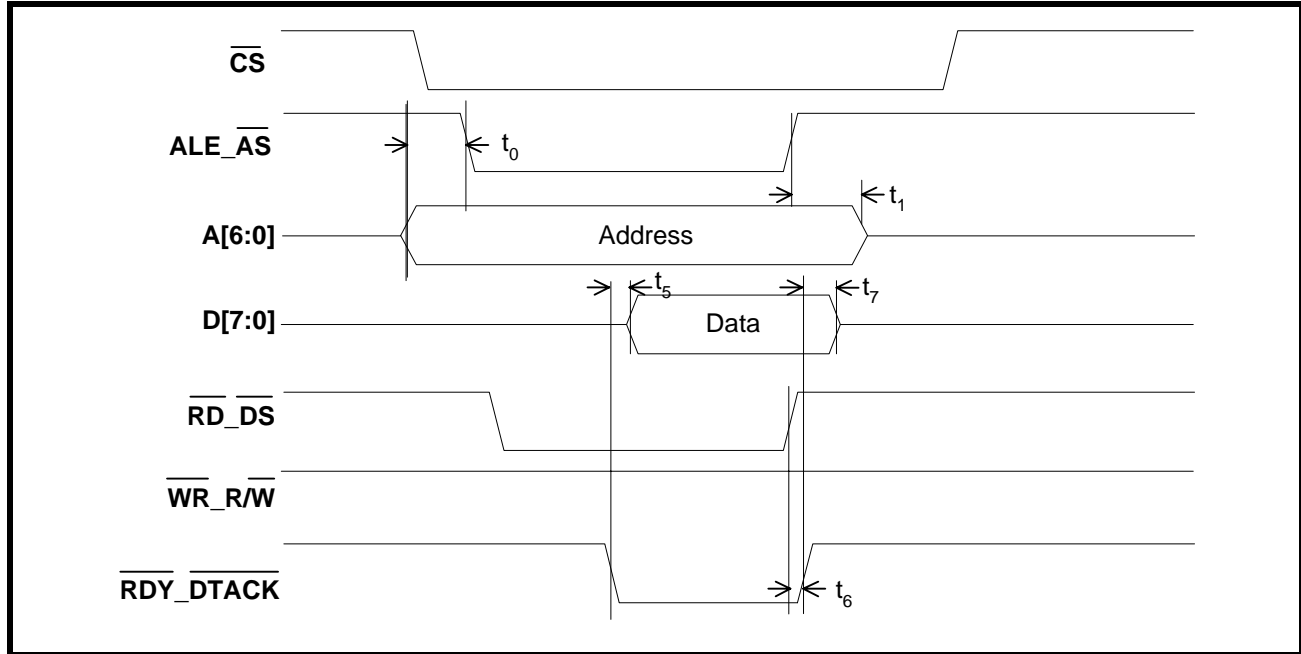 CS
ALE_AS
t0
t1
A[6:0]
Address
t5
t7
D[7:0]
Data
RD_DS
WR_R/W
RDY_DTACK
t6